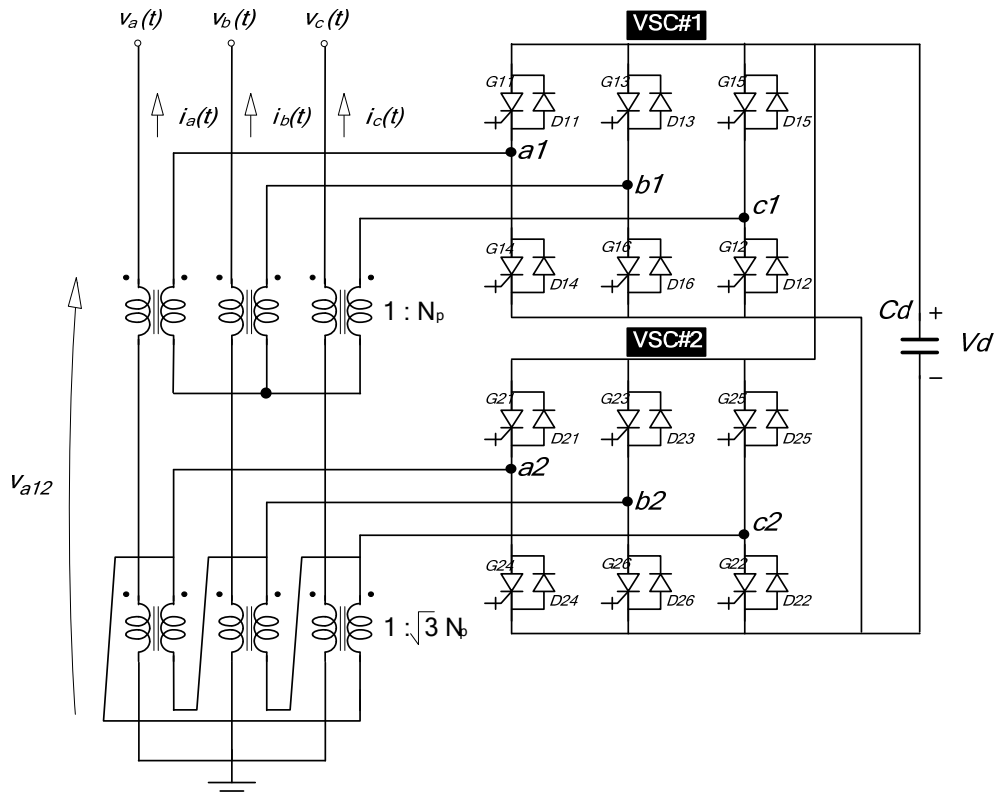 va(t) vb(t) vc(t) VSC#1
G11 G13 G15
ia(t) ib(t) ic(t) D11 D13 D15
a1
b1
c1
G14 G16 G12
D14 D16 D12
1 : Np
Cd + Vd
VSC#2
−
G21 G23 G25
D21 D23 D25
a2
va12
b2
c2
G24 G26 G22
D24 D26 D22
1 : √3 Np